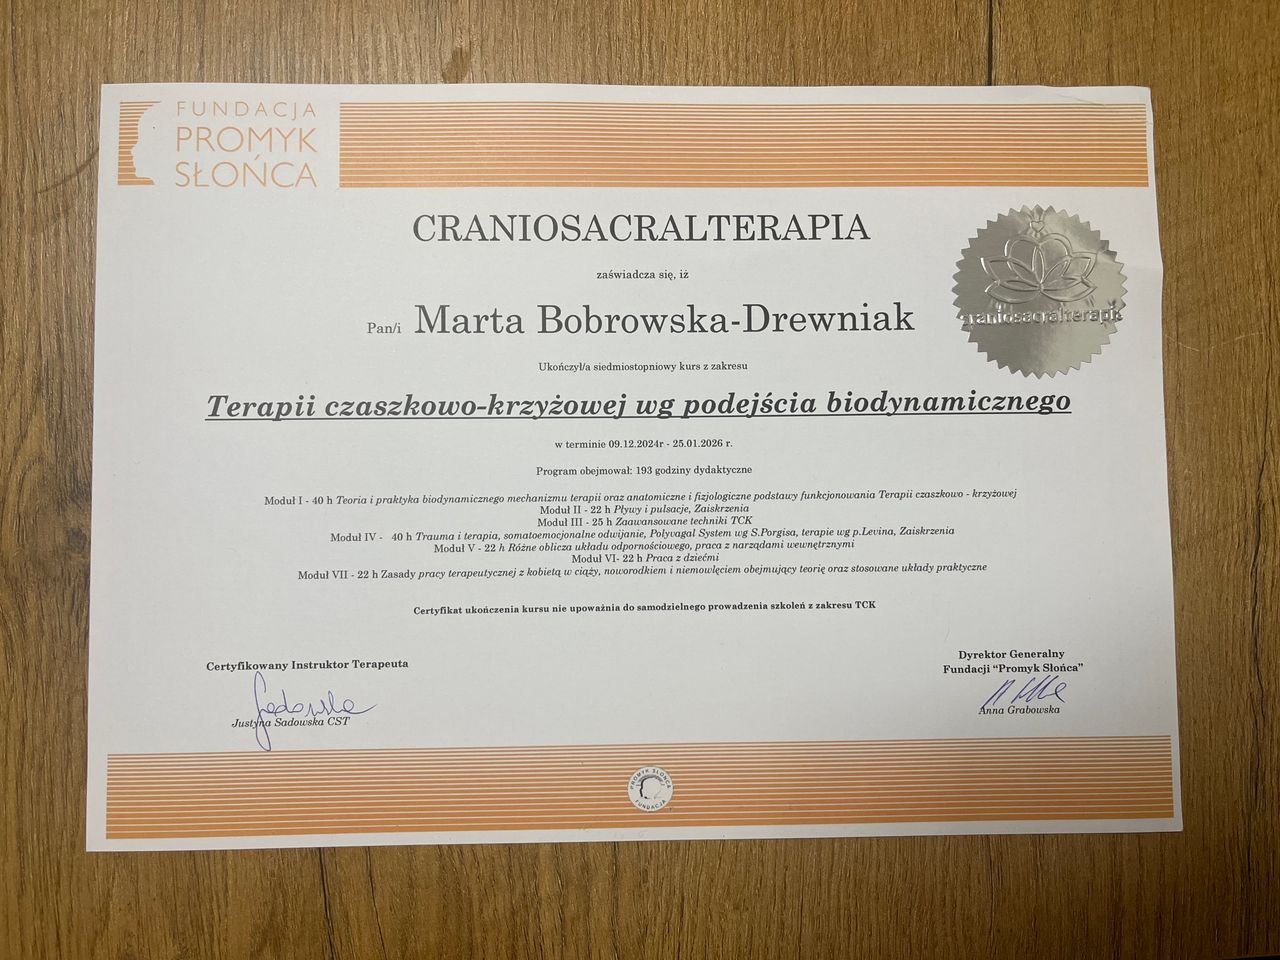 FUNDACJA
PROMYK
SŁOŃCA
CRANIOSACRALTERAPIA
zaświadcza się, iż
Pan/i Marta Bobrowska-Drewniak
craniosacralterapia
Ukończył/a siedmiostopniowy kurs z zakresu
Terapii czaszkowo-krzyżowej wg podejścia biodynamicznego
w terminie 09.12.2024r - 25.01.2026 r.
Program obejmował: 193 godziny dydaktyczne
Moduł I - 40 h Teoria i praktyka biodynamicznego mechanizmu terapii oraz anatomiczne i fizjologiczne podstawy funkcjonowania Terapii czaszkowo - krzyżowej
Moduł II - 22 h Pływy i pulsacje, Zaiskrzenia
Moduł III - 25 h Zaawansowane techniki TCK
Moduł IV - 40 h Trauma i terapia, somatoemocjonalne odwijanie, Polyvagal System wg S.Porgisa, terapie wg p.Levina, Zaiskrzenia
Moduł V - 22 h Różne oblicza układu odpornościowego, praca z narządami wewnętrznymi
Moduł VI- 22 h Praca z dziećmi
Moduł VII - 22 h Zasady pracy terapeutycznej z kobietą w ciąży, noworodkiem i niemowlęciem obejmujący teorię oraz stosowane układy praktyczne
Certyfikat ukończenia kursu nie upoważnia do samodzielnego prowadzenia szkoleń z zakresu TCK
Certyfikowany Instruktor Terapeuta
Sadowska
Justyna Sadowska CST
Dyrektor Generalny
Fundacji "Promyk Słońca"
Anna Grabowska
PROMYK SŁOŃCA
FUNDACJA